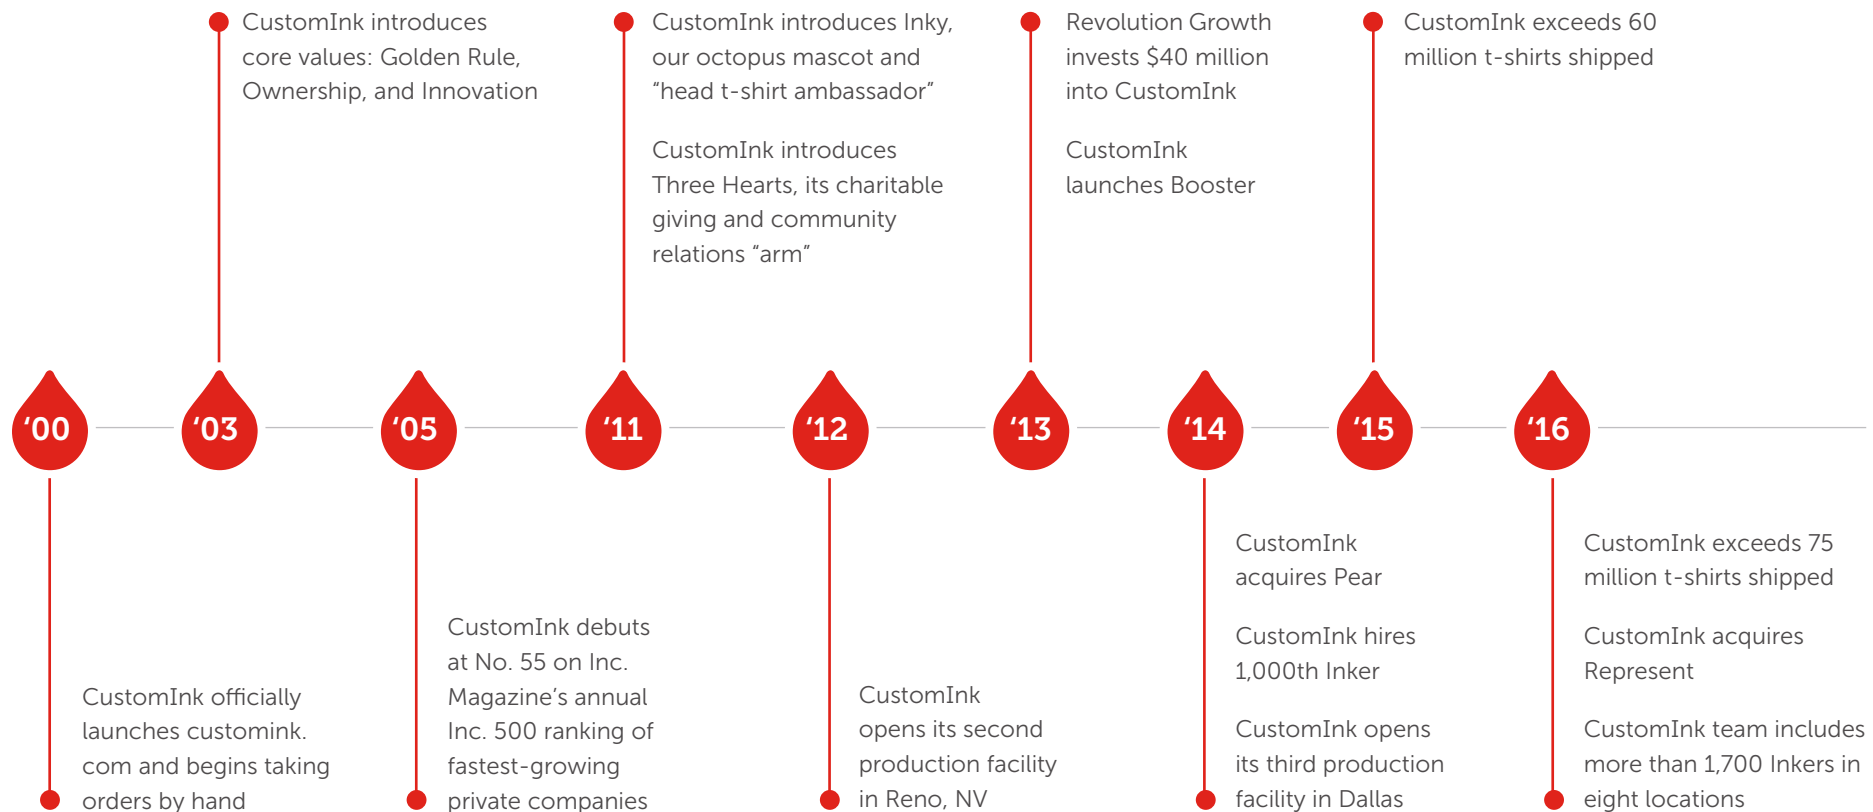 CustomInk introduces
core values: Golden Rule,
Ownership, and Innovation
CustomInk introduces Inky,
our octopus mascot and
“head t-shirt ambassador”
CustomInk introduces
Three Hearts, its charitable
giving and community
relations “arm”
Revolution Growth
invests $40 million
into CustomInk
CustomInk
launches Booster
CustomInk exceeds 60
million t-shirts shipped
‘00
‘03
‘05
‘11
‘12
‘13
‘14
‘15
‘16
CustomInk officially
launches customink.
com and begins taking
orders by hand
CustomInk debuts
at No. 55 on Inc.
Magazine’s annual
Inc. 500 ranking of
fastest-growing
private companies
CustomInk
opens its second
production facility
in Reno, NV
CustomInk
acquires Pear
CustomInk hires
1,000th Inker
CustomInk opens
its third production
facility in Dallas
CustomInk exceeds 75
million t-shirts shipped
CustomInk acquires
Represent
CustomInk team includes
more than 1,700 Inkers in
eight locations